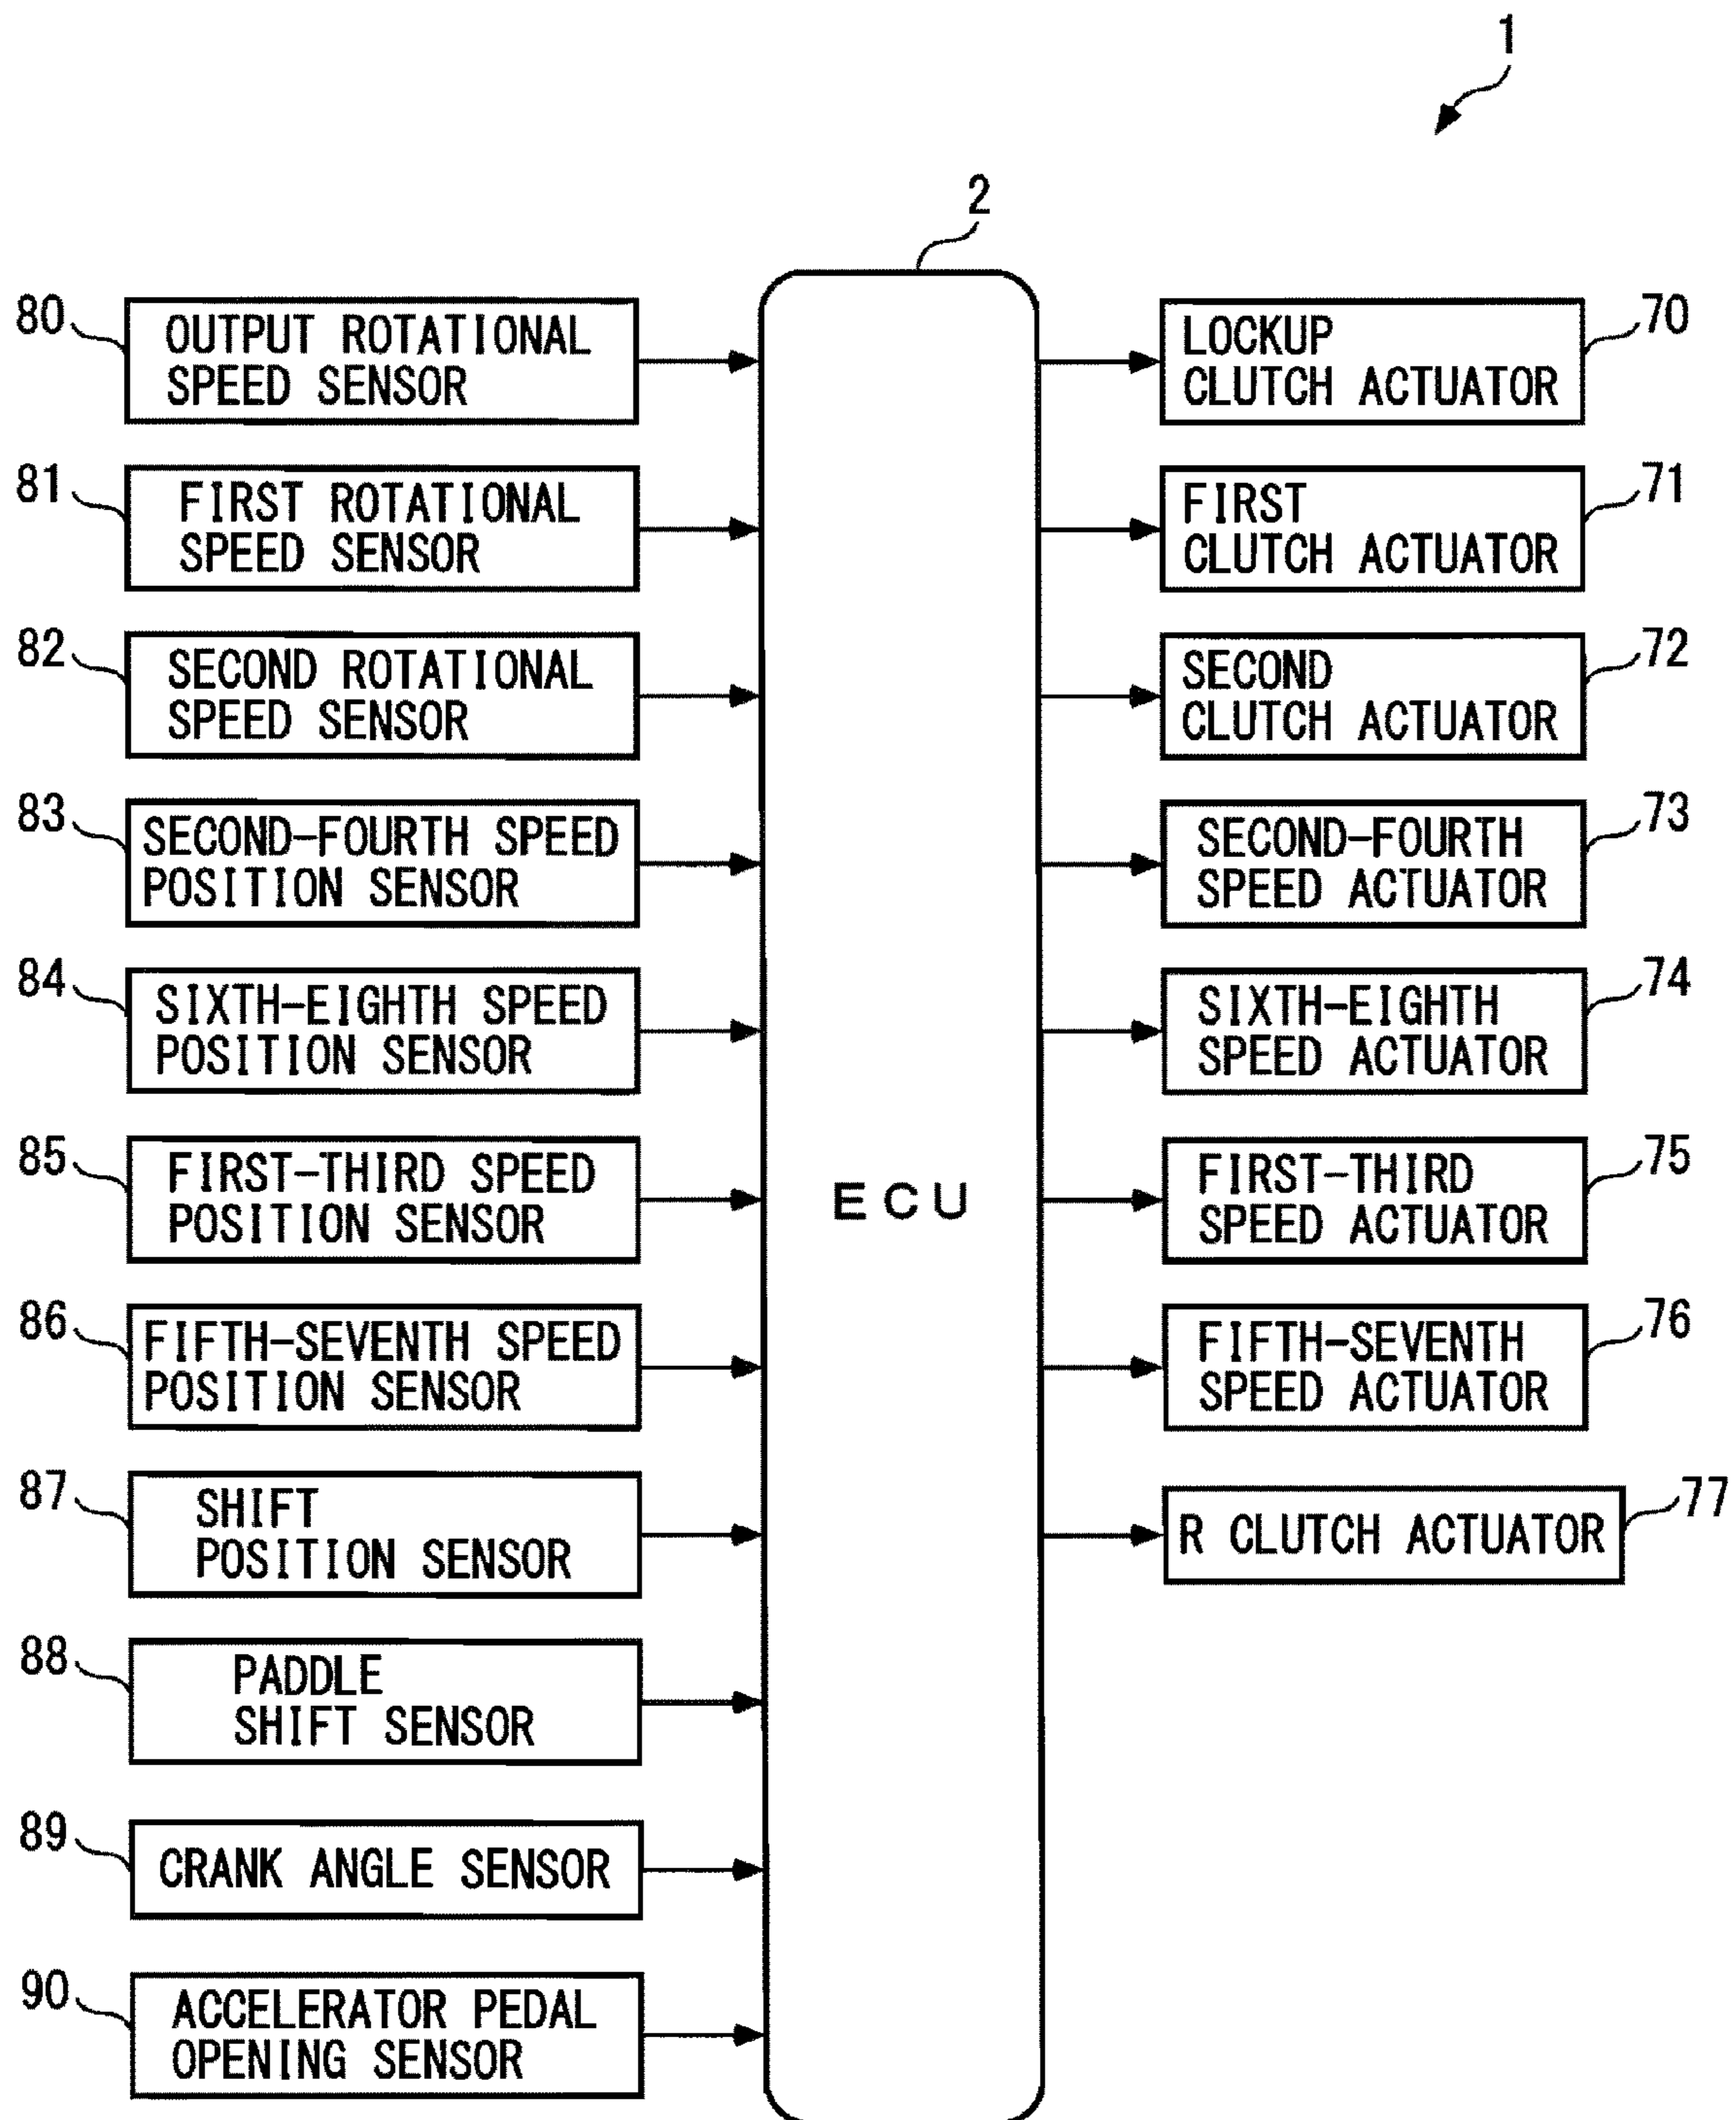 1
2
80
OUTPUT ROTATIONAL
SPEED SENSOR
81
FIRST ROTATIONAL
SPEED SENSOR
82
SECOND ROTATIONAL
SPEED SENSOR
83
SECOND-FOURTH SPEED
POSITION SENSOR
84
SIXTH-EIGHTH SPEED
POSITION SENSOR
85
FIRST-THIRD SPEED
POSITION SENSOR
86
FIFTH-SEVENTH SPEED
POSITION SENSOR
87
SHIFT
POSITION SENSOR
88
PADDLE
SHIFT SENSOR
89
CRANK ANGLE SENSOR
90
ACCELERATOR PEDAL
OPENING SENSOR
ECU
LOCKUP
CLUTCH ACTUATOR
70
FIRST
CLUTCH ACTUATOR
71
SECOND
CLUTCH ACTUATOR
72
SECOND-FOURTH
SPEED ACTUATOR
73
SIXTH-EIGHTH
SPEED ACTUATOR
74
FIRST-THIRD
SPEED ACTUATOR
75
FIFTH-SEVENTH
SPEED ACTUATOR
76
R CLUTCH ACTUATOR
77